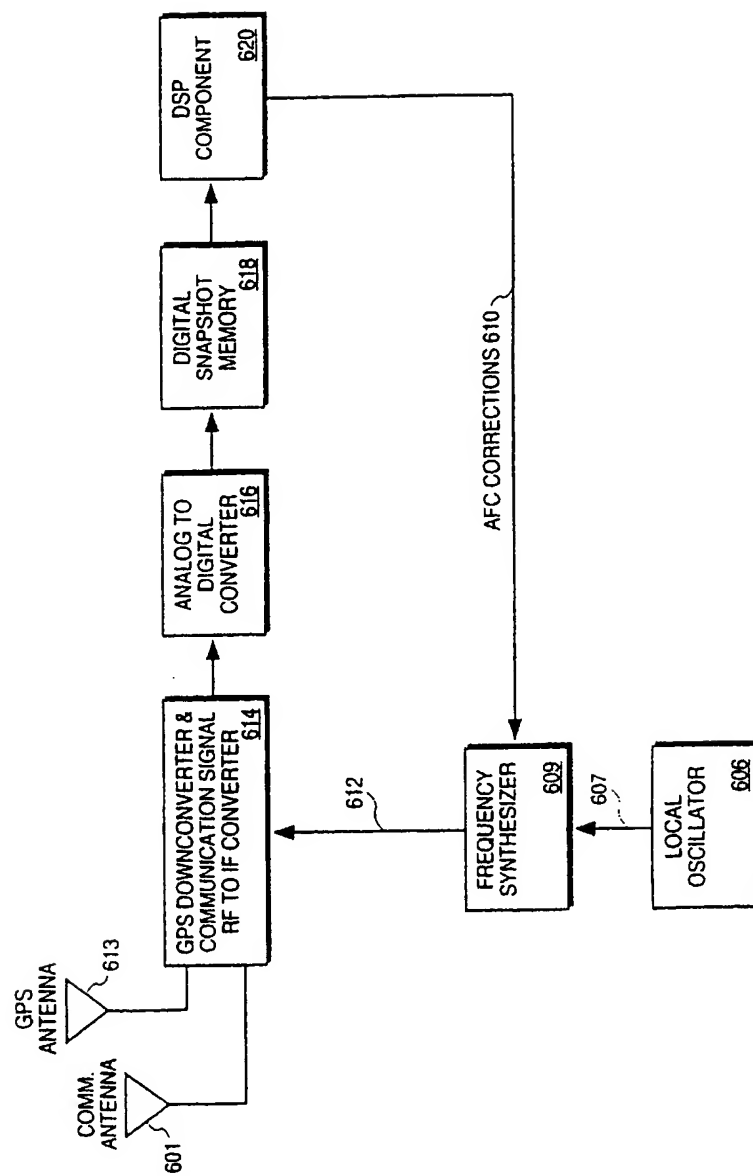 GPS
ANTENNA
613
COMM.
ANTENNA
601
GPS DOWNCONVERTER &
COMMUNICATION SIGNAL
RF TO IF CONVERTER
614
ANALOG TO
DIGITAL
CONVERTER
616
DIGITAL
SNAPSHOT
MEMORY
618
DSP
COMPONENT
620
612
AFC CORRECTIONS 610
FREQUENCY
SYNTHESIZER
609
607
LOCAL
OSCILLATOR
606